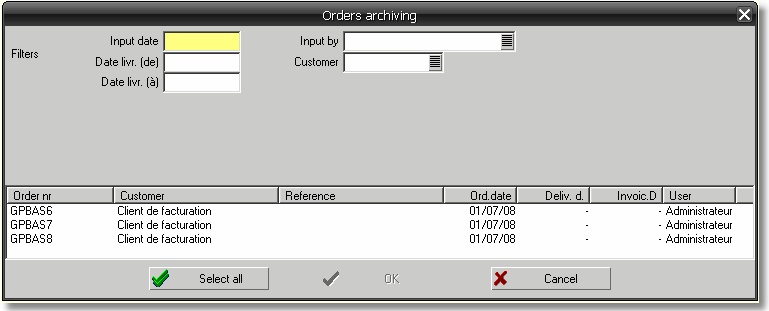 Orders archiving
Filters
Input date
Input by
Date livr. (de)
Customer
Date livr. (à)
Order nr Customer Reference Ord.date Deliv. d. Invoic.D User
GPBAS6 Client de facturation 01/07/08 - - Administrateur
GPBAS7 Client de facturation 01/07/08 - - Administrateur
GPBAS8 Client de facturation 01/07/08 - - Administrateur
Select all OK Cancel